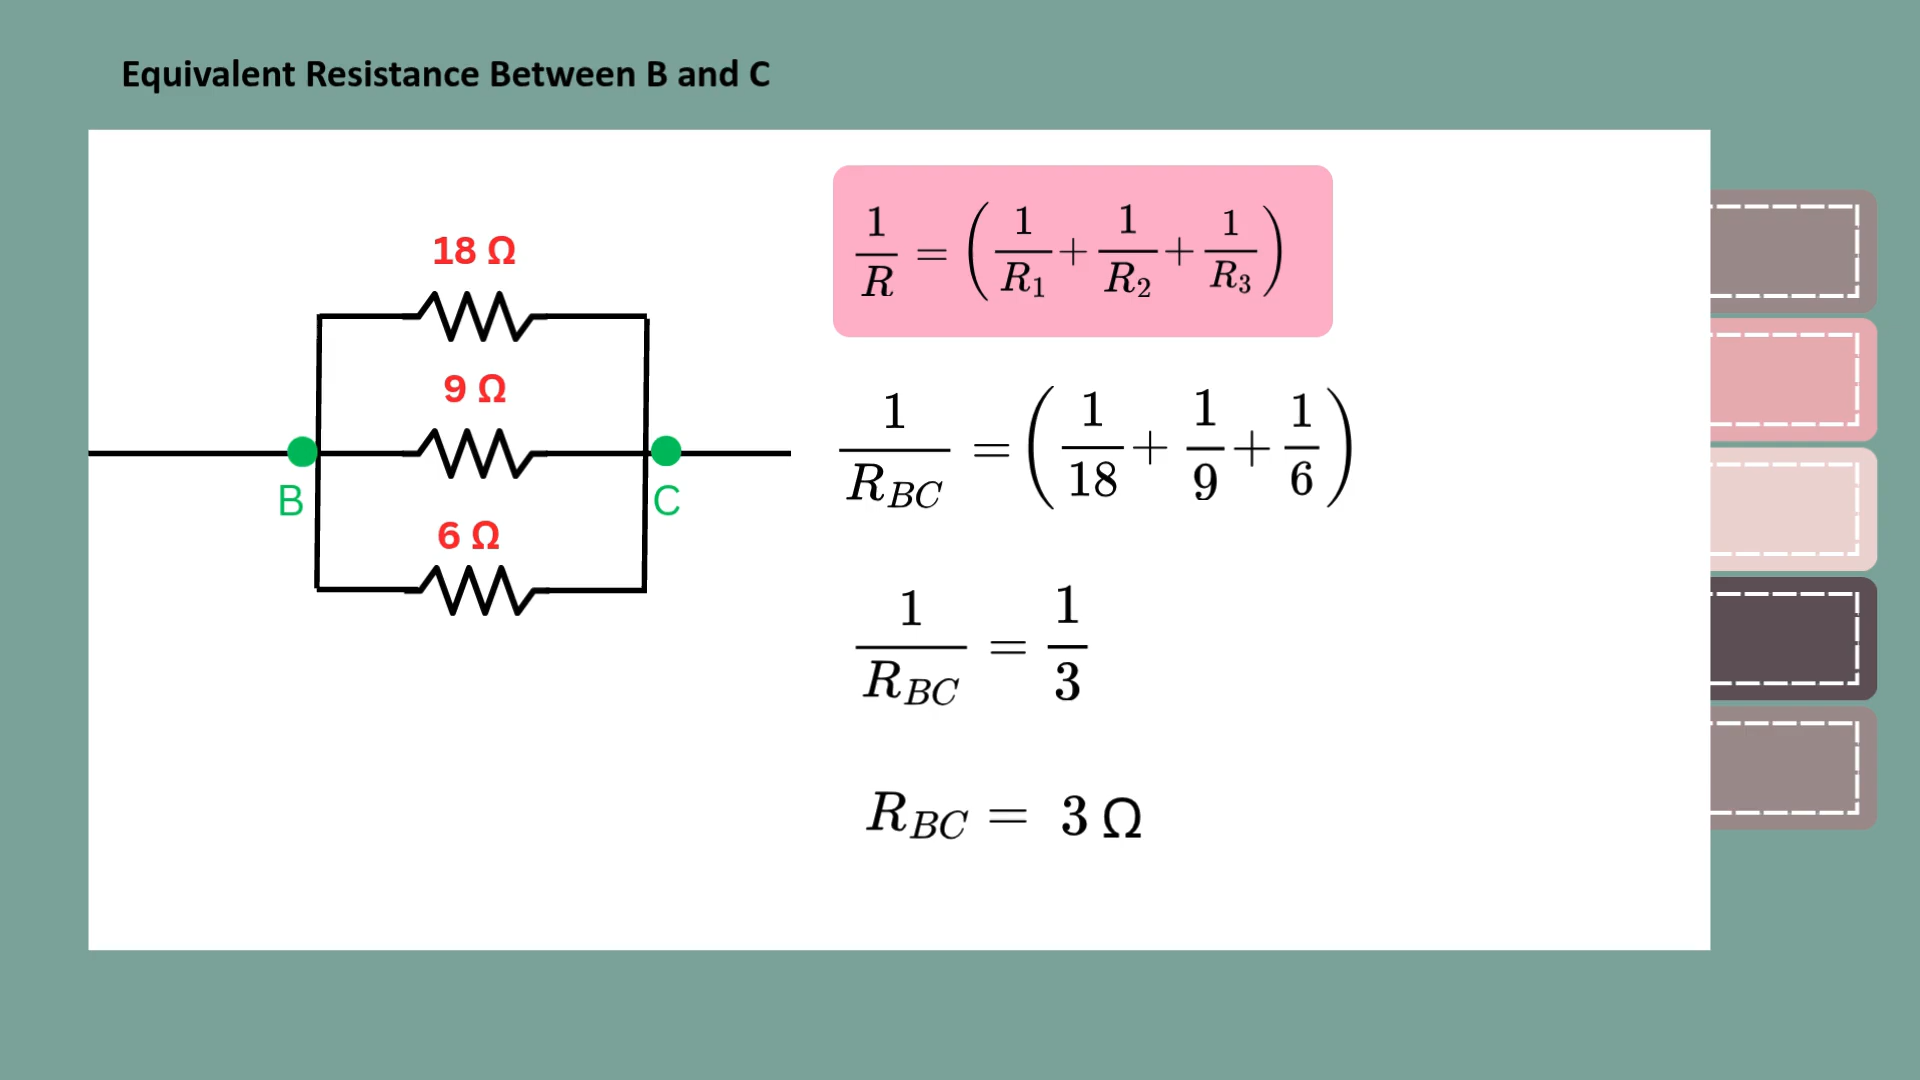 Equivalent Resistance Between B and C
18 Ω
9 Ω
B
C
6 Ω
1/R = (1/R₁ + 1/R₂ + 1/R₃)
1/R_BC = (1/18 + 1/9 + 1/6)
1/R_BC = 1/3
R_BC = 3 Ω